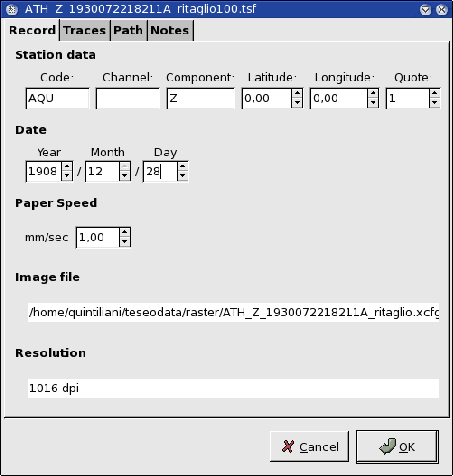 ATH_Z_1930072218211A_ritaglio100.tsf
Record Traces Path Notes
Station data
Code: Channel: Component: Latitude: Longitude: Quote:
AQU Z 0,00 0,00 1
Date
Year Month Day
1908 / 12 / 28
Paper Speed
mm/sec 1,00
Image file
/home/quintiliani/teseodata/raster/ATH_Z_1930072218211A_ritaglio.xcfg
Resolution
1016 dpi
Cancel OK